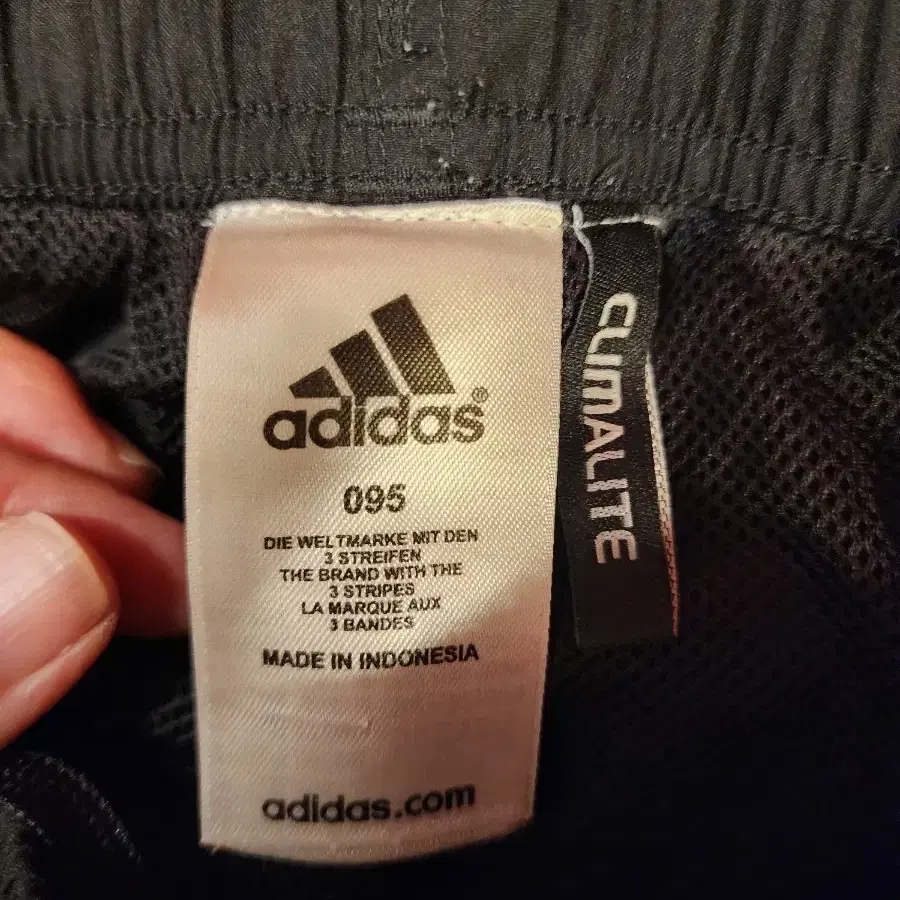 adidas®
095
DIE WELTMARKE MIT DEN
3 STREIFEN
THE BRAND WITH THE
3 STRIPES
LA MARQUE AUX
3 BANDES
MADE IN INDONESIA
adidas.com
CLIMALITE